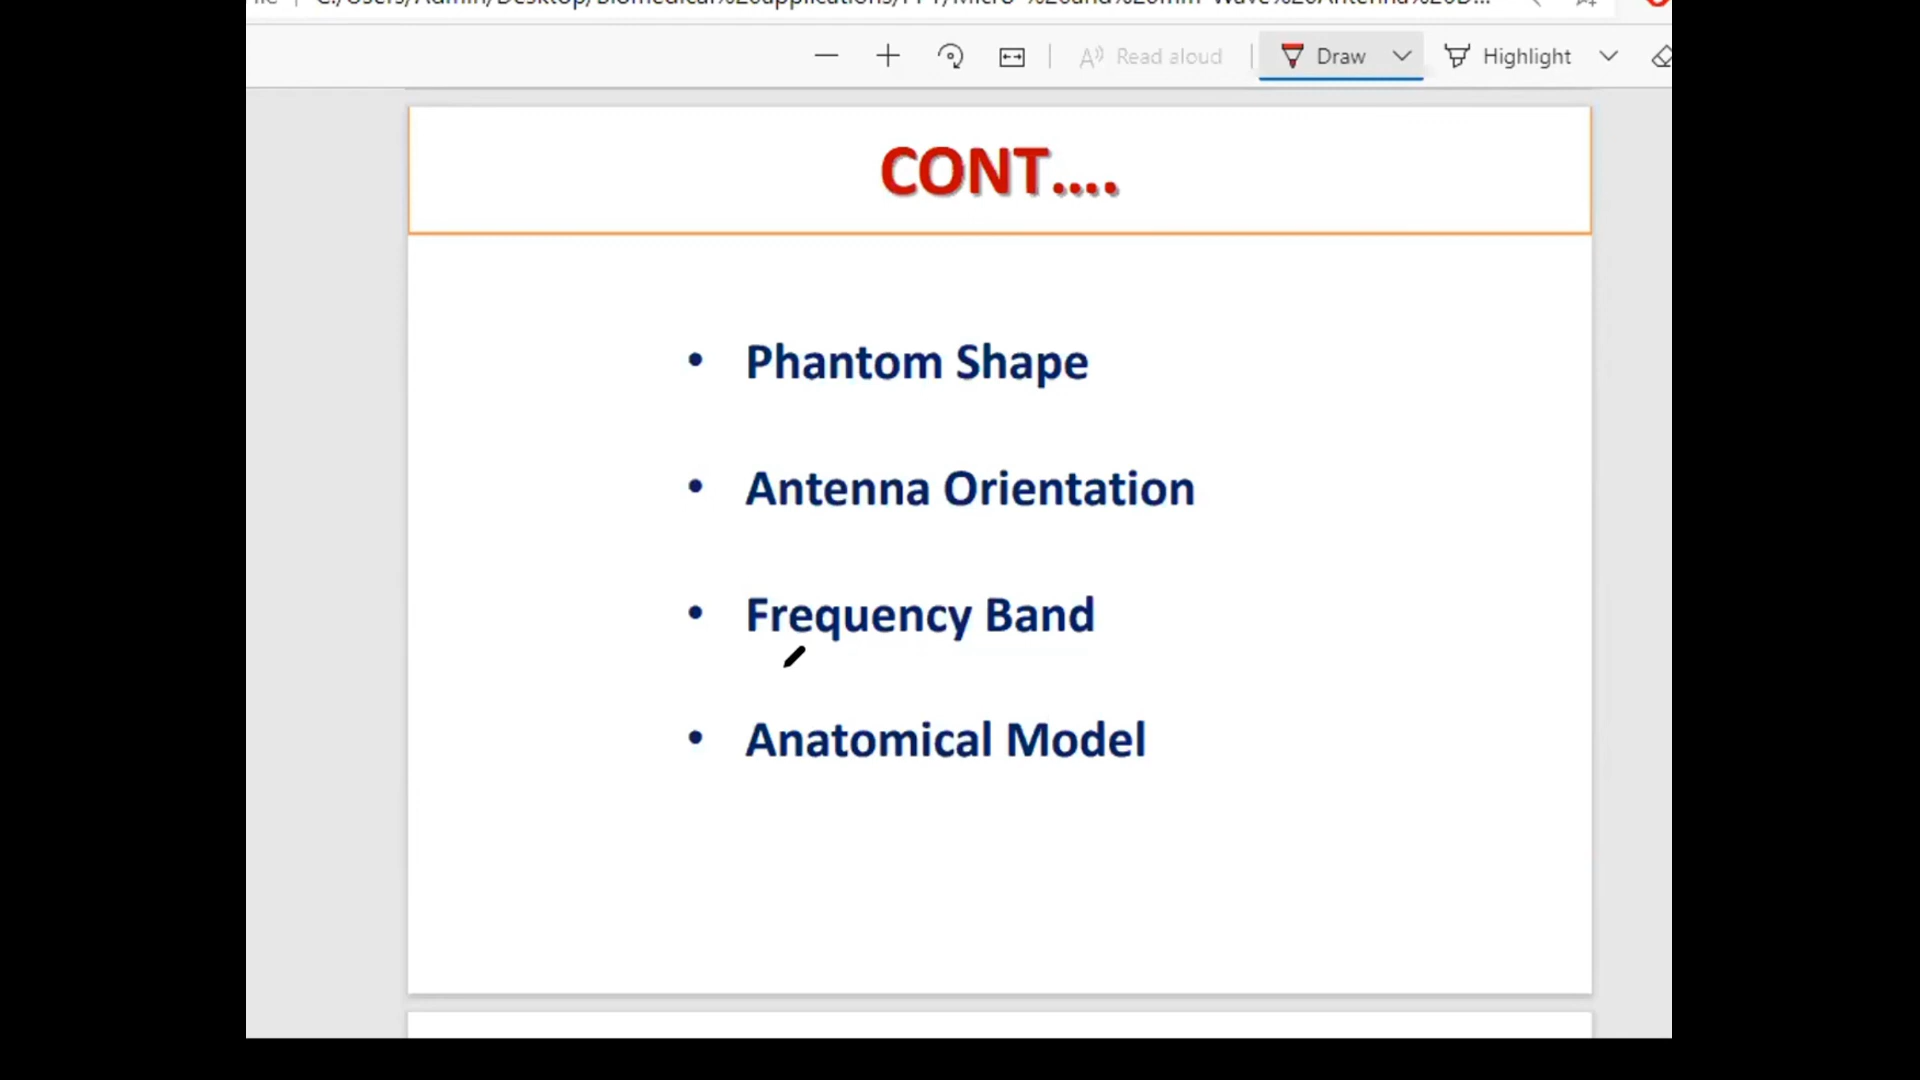 Read aloud
Draw
Highlight
CONT....
• Phantom Shape
• Antenna Orientation
• Frequency Band
• Anatomical Model